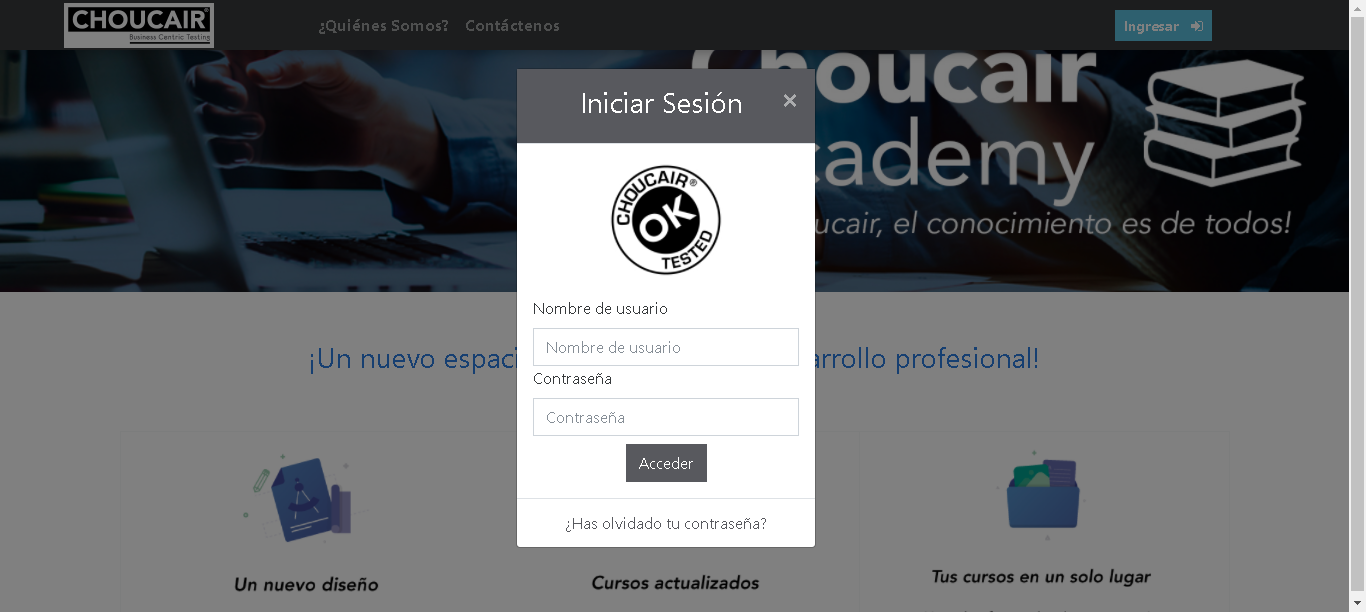 CHOUCAIR®
Business Centric Testing
¿Quiénes Somos?
Contáctenos
Ingresar
Iniciar Sesión
×
CHOUCAIR®
OK
TESTED
Nombre de usuario
Nombre de usuario
Contraseña
Contraseña
Acceder
¿Has olvidado tu contraseña?
Choucair
cademy
ucair, el conocimiento es de todos!
¡Un nuevo espaci
arrollo profesional!
Un nuevo diseño
Cursos actualizados
Tus cursos en un solo lugar